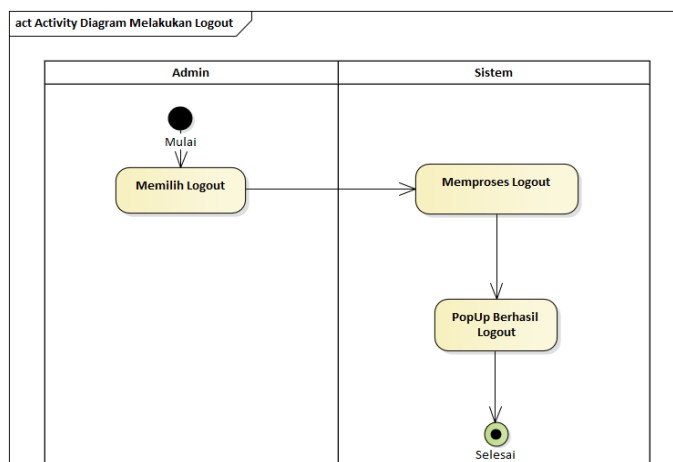 act Activity Diagram Melakukan Logout
Admin
Sistem
Mulai
Memilih Logout
Memproses Logout
PopUp Berhasil
Logout
Selesai